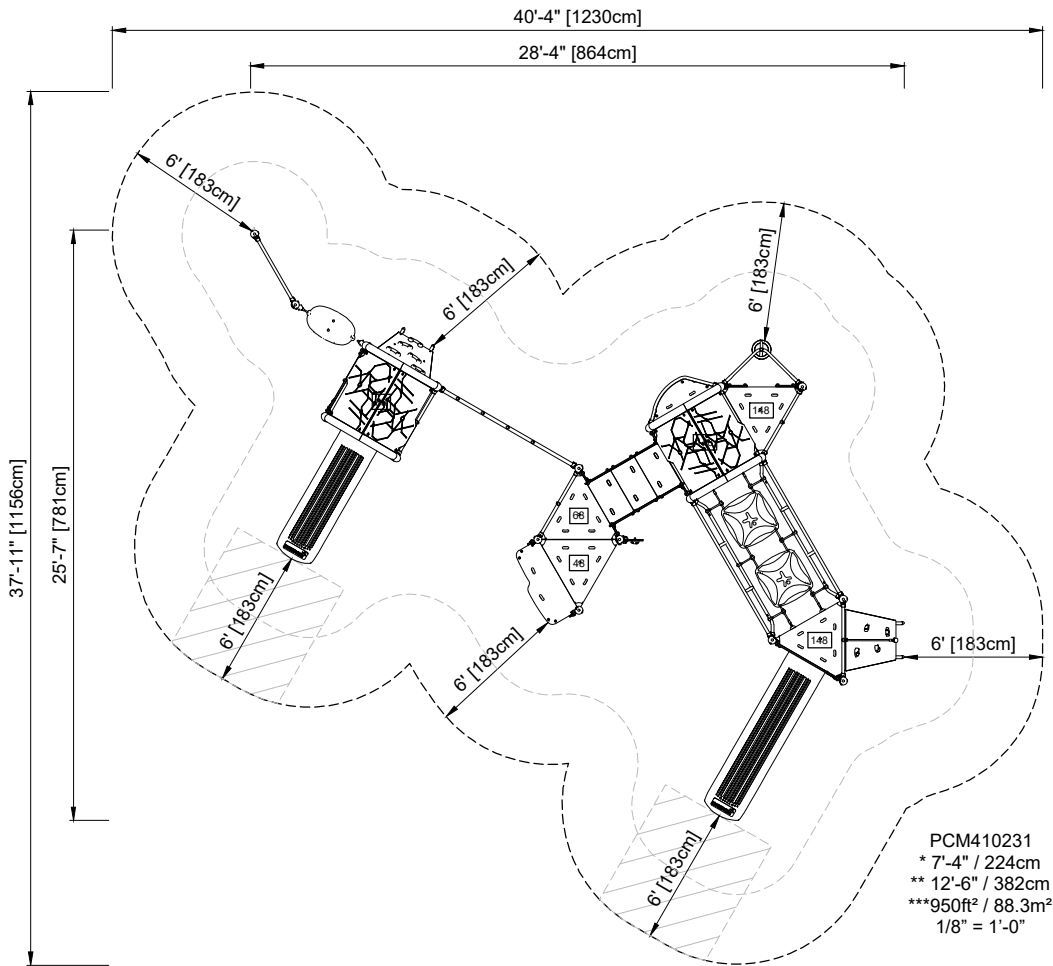 40'-4" [1230cm]
28'-4" [864cm]
37'-11" [1156cm]
25'-7" [781cm]
6' [183cm]
6' [183cm]
6' [183cm]
148
68
48
148
6' [183cm]
6' [183cm]
6' [183cm]
6' [183cm]
PCM410231
* 7'-4" / 224cm
** 12'-6" / 382cm
***950ft² / 88.3m²
1/8" = 1'-0"